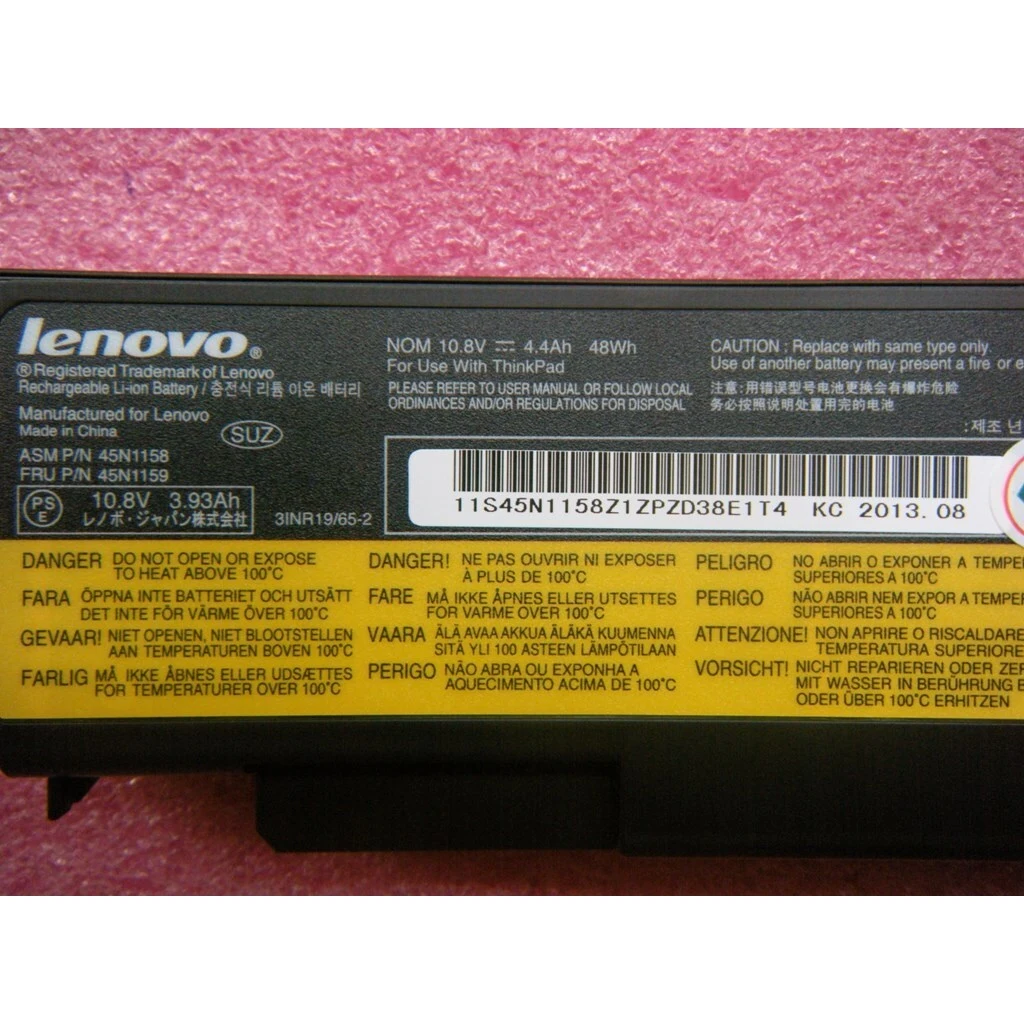 lenovo®
® Registered Trademark of Lenovo
Rechargeable Li-ion Battery / 충전식 리튬 이온 배터리
Manufactured for Lenovo
Made in China
SUZ
ASM P/N 45N1158
FRU P/N 45N1159
PS E
10.8V 3.93Ah
レノボ・ジャパン株式会社
3INR19/65-2
NOM 10.8V ⎓ 4.4Ah 48Wh
For Use With ThinkPad
PLEASE REFER TO USER MANUAL OR FOLLOW LOCAL
ORDINANCES AND/OR REGULATIONS FOR DISPOSAL
CAUTION : Replace with same type only.
Use of another battery may present a fire or e
注意: 用错误型号电池更换会有爆炸危险
务必按照说明处置用完的电池
:제조 년
11S45N1158Z1ZPZD38E1T4 KC 2013.08
DANGER DO NOT OPEN OR EXPOSE
TO HEAT ABOVE 100°C
FARA ÖPPNA INTE BATTERIET OCH UTSÄTT
DET INTE FÖR VÄRME ÖVER 100°C
GEVAAR! NIET OPENEN, NIET BLOOTSTELLEN
AAN TEMPERATUREN BOVEN 100°C
FARLIG MÅ IKKE ÅBNES ELLER UDSÆTTES
FOR TEMPERATURER OVER 100°C
DANGER! NE PAS OUVRIR NI EXPOSER
À PLUS DE 100°C
FARE MÅ IKKE ÅPNES ELLER UTSETTES
FOR VARME OVER 100°C
VAARA ÄLÄ AVAA AKKUA ÄLÄKÄ KUUMENNA
SITÄ YLI 100 ASTEEN LÄMPÖTILAAN
PERIGO NÃO ABRA OU EXPONHA A
AQUECIMENTO ACIMA DE 100°C
PELIGRO NO ABRIR O EXPONER A TEMPE
SUPERIORES A 100°C
PERIGO NÃO ABRIR NEM EXPOR A TEMPER
SUPERIORES A 100°C
ATTENZIONE! NON APRIRE O RISCALDARE
TEMPERATURA SUPERIORE
VORSICHT! NICHT REPARIEREN ODER ZER
MIT WASSER IN BERÜHRUNG B
ODER ÜBER 100°C ERHITZEN